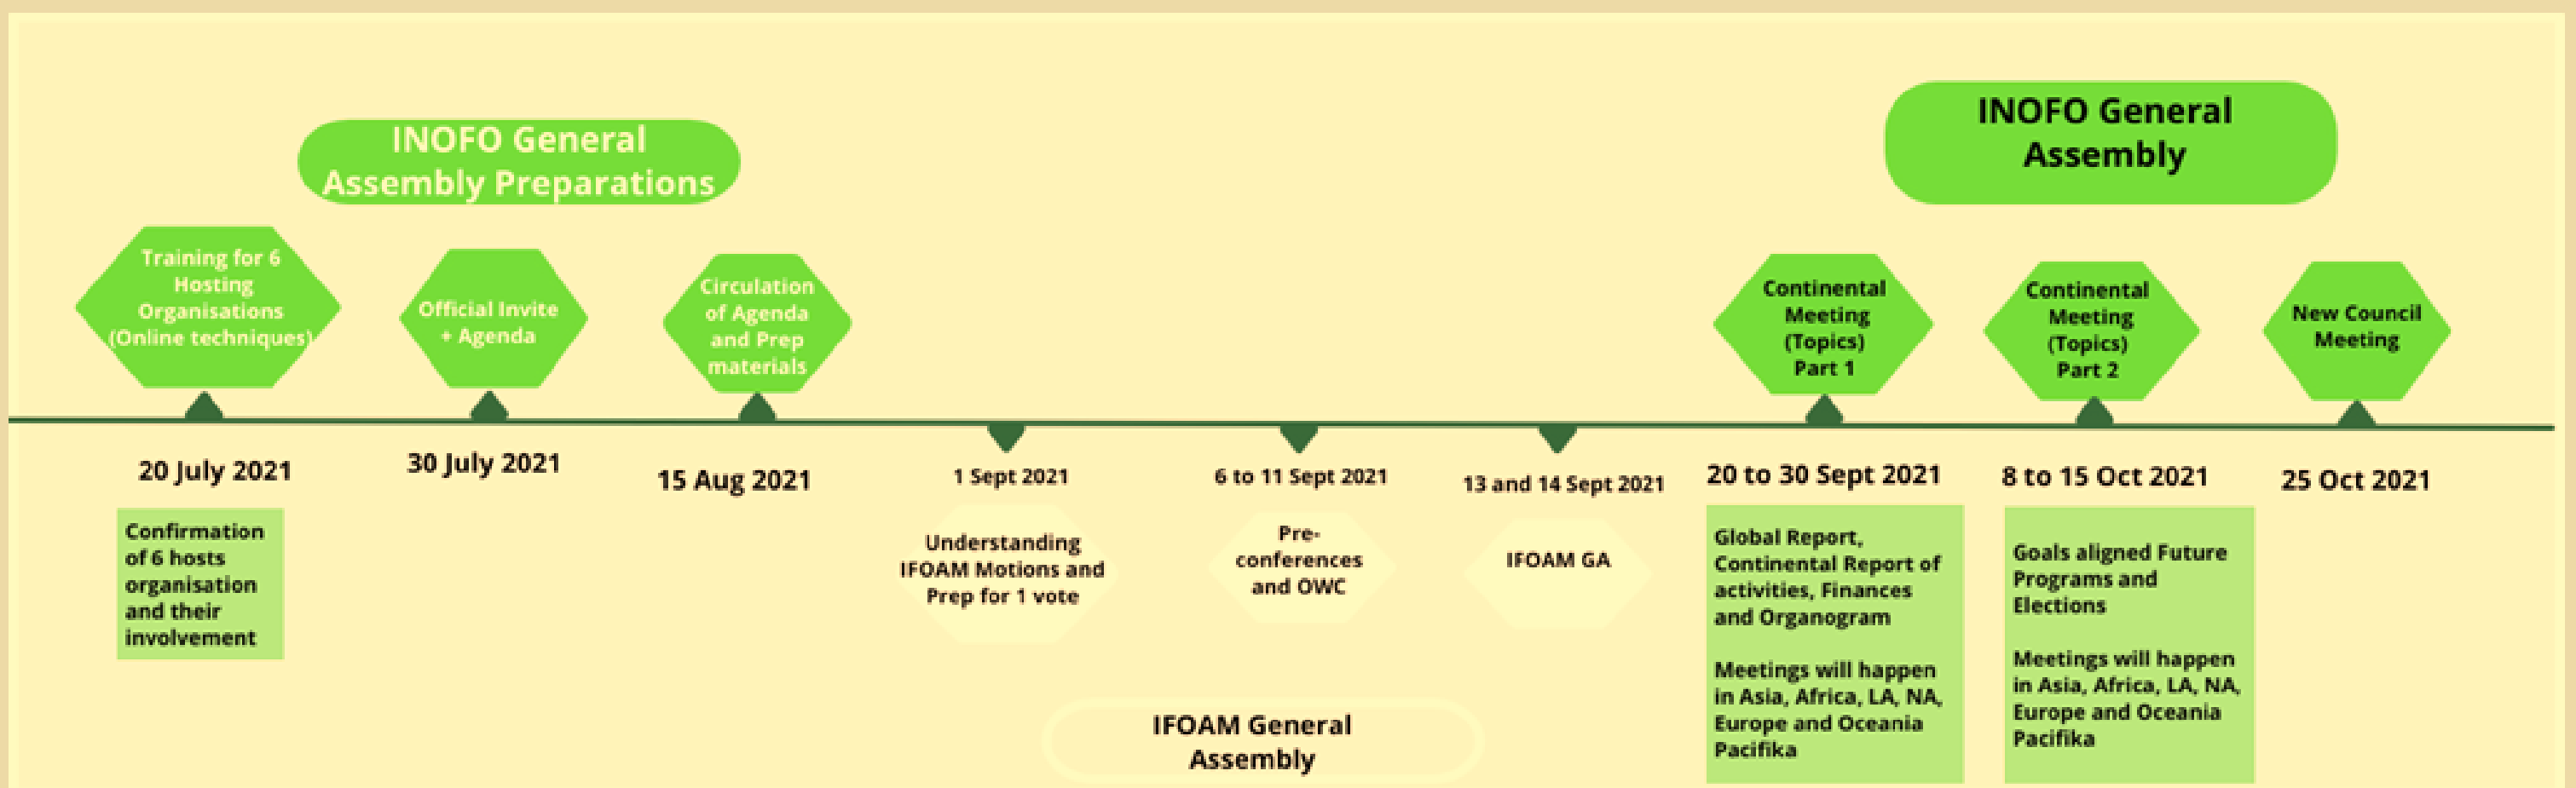 INOFO General
Assembly Preparations
INOFO General
Assembly
Training for 6
Hosting
Organisations
(Online techniques)
Official Invite
+ Agenda
Circulation
of Agenda
and Prep
materials
Continental
Meeting
(Topics)
Part 1
Continental
Meeting
(Topics)
Part 2
New Council
Meeting
20 July 2021
30 July 2021
15 Aug 2021
1 Sept 2021
6 to 11 Sept 2021
13 and 14 Sept 2021
20 to 30 Sept 2021
8 to 15 Oct 2021
25 Oct 2021
Confirmation
of 6 hosts
organisation
and their
involvement
Understanding
IFOAM Motions and
Prep for 1 vote
Pre-
conferences
and OWC
IFOAM GA
Global Report,
Continental Report of
activities, Finances
and Organogram
Meetings will happen
in Asia, Africa, LA, NA,
Europe and Oceania
Pacifika
Goals aligned Future
Programs and
Elections
Meetings will happen
in Asia, Africa, LA, NA,
Europe and Oceania
Pacifika
IFOAM General
Assembly